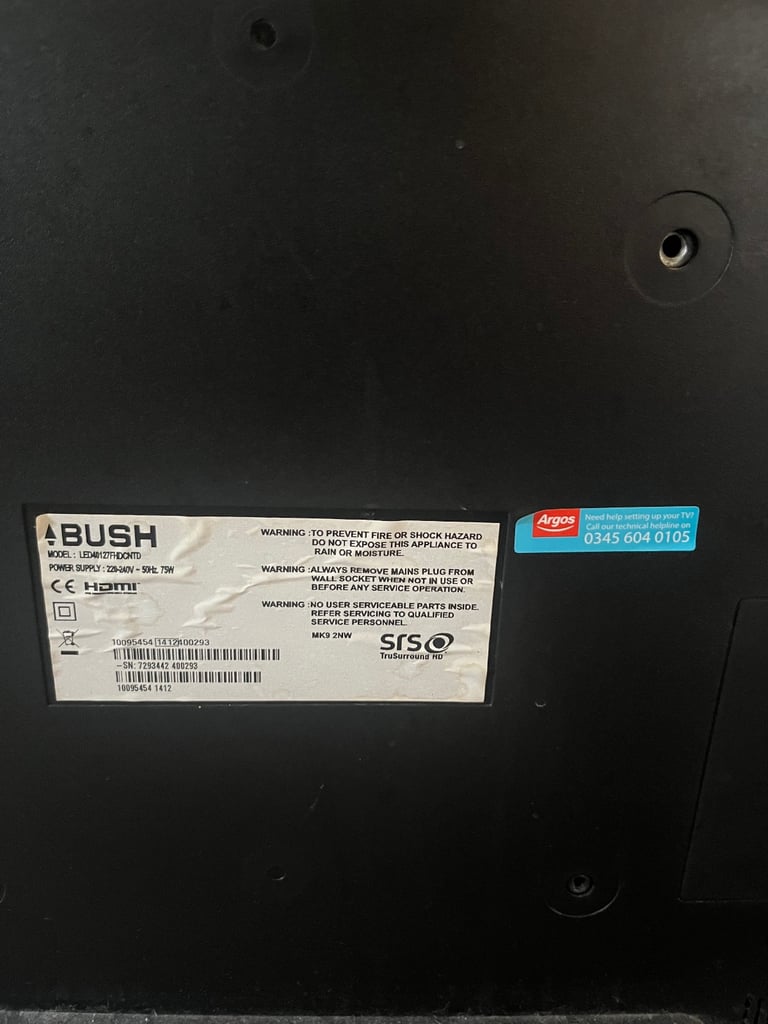 BUSH
MODEL : LED40127FHDCNTD
POWER SUPPLY : 220-240V ~ 50Hz. 75W
CE HDMI
10095454 1412 400293
-SN: 7293442 400293
10095454 1412
WARNING : TO PREVENT FIRE OR SHOCK HAZARD
DO NOT EXPOSE THIS APPLIANCE TO
RAIN OR MOISTURE.
WARNING : ALWAYS REMOVE MAINS PLUG FROM
WALL SOCKET WHEN NOT IN USE OR
BEFORE ANY SERVICE OPERATION.
WARNING : NO USER SERVICEABLE PARTS INSIDE.
REFER SERVICING TO QUALIFIED
SERVICE PERSONNEL.
MK9 2NW
SRS
TruSurround HD
Argos
Need help setting up your TV?
Call our technical helpline on
0345 604 0105